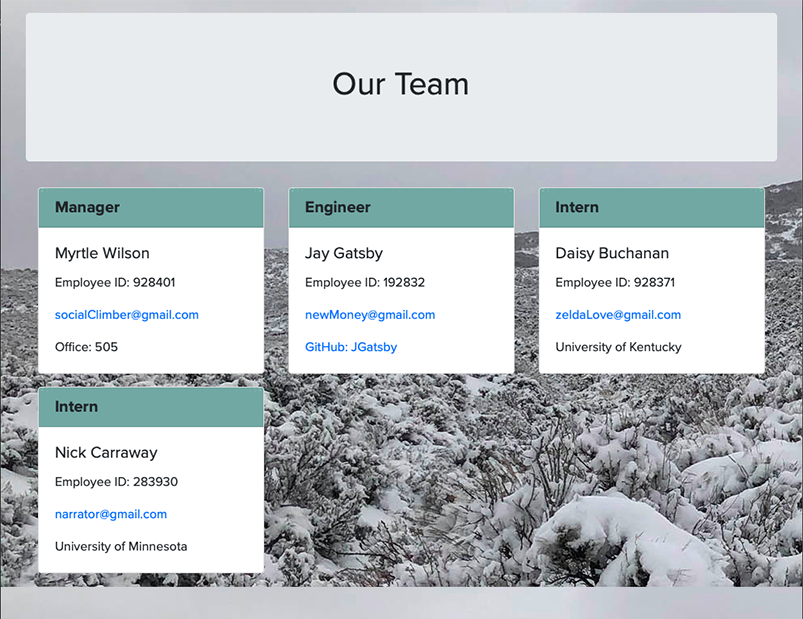 Our Team
Manager
Myrtle Wilson
Employee ID: 928401
socialClimber@gmail.com
Office: 505
Engineer
Jay Gatsby
Employee ID: 192832
newMoney@gmail.com
GitHub: JGatsby
Intern
Daisy Buchanan
Employee ID: 928371
zeldaLove@gmail.com
University of Kentucky
Intern
Nick Carraway
Employee ID: 283930
narrator@gmail.com
University of Minnesota